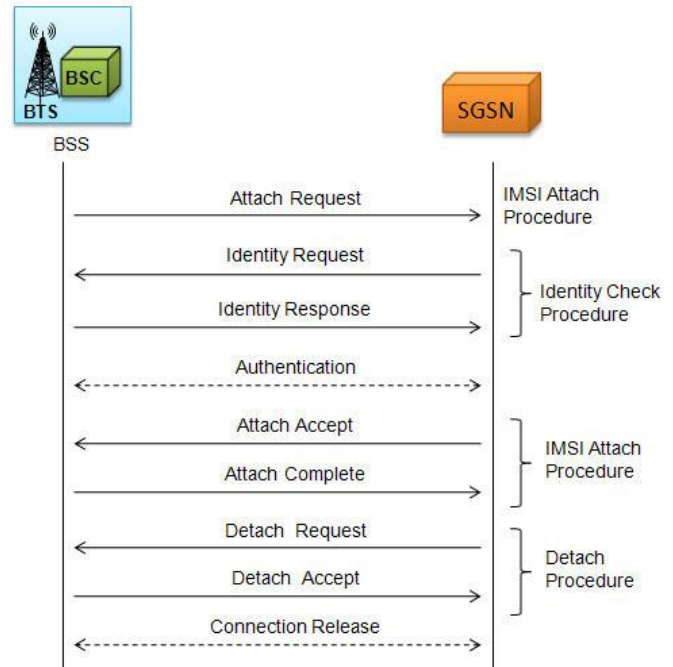 BSC
BTS
SGSN
BSS
Attach Request
IMSI Attach
Procedure
Identity Request
Identity Response
Identity Check
Procedure
Authentication
Attach Accept
Attach Complete
IMSI Attach
Procedure
Detach Request
Detach Accept
Detach
Procedure
Connection Release